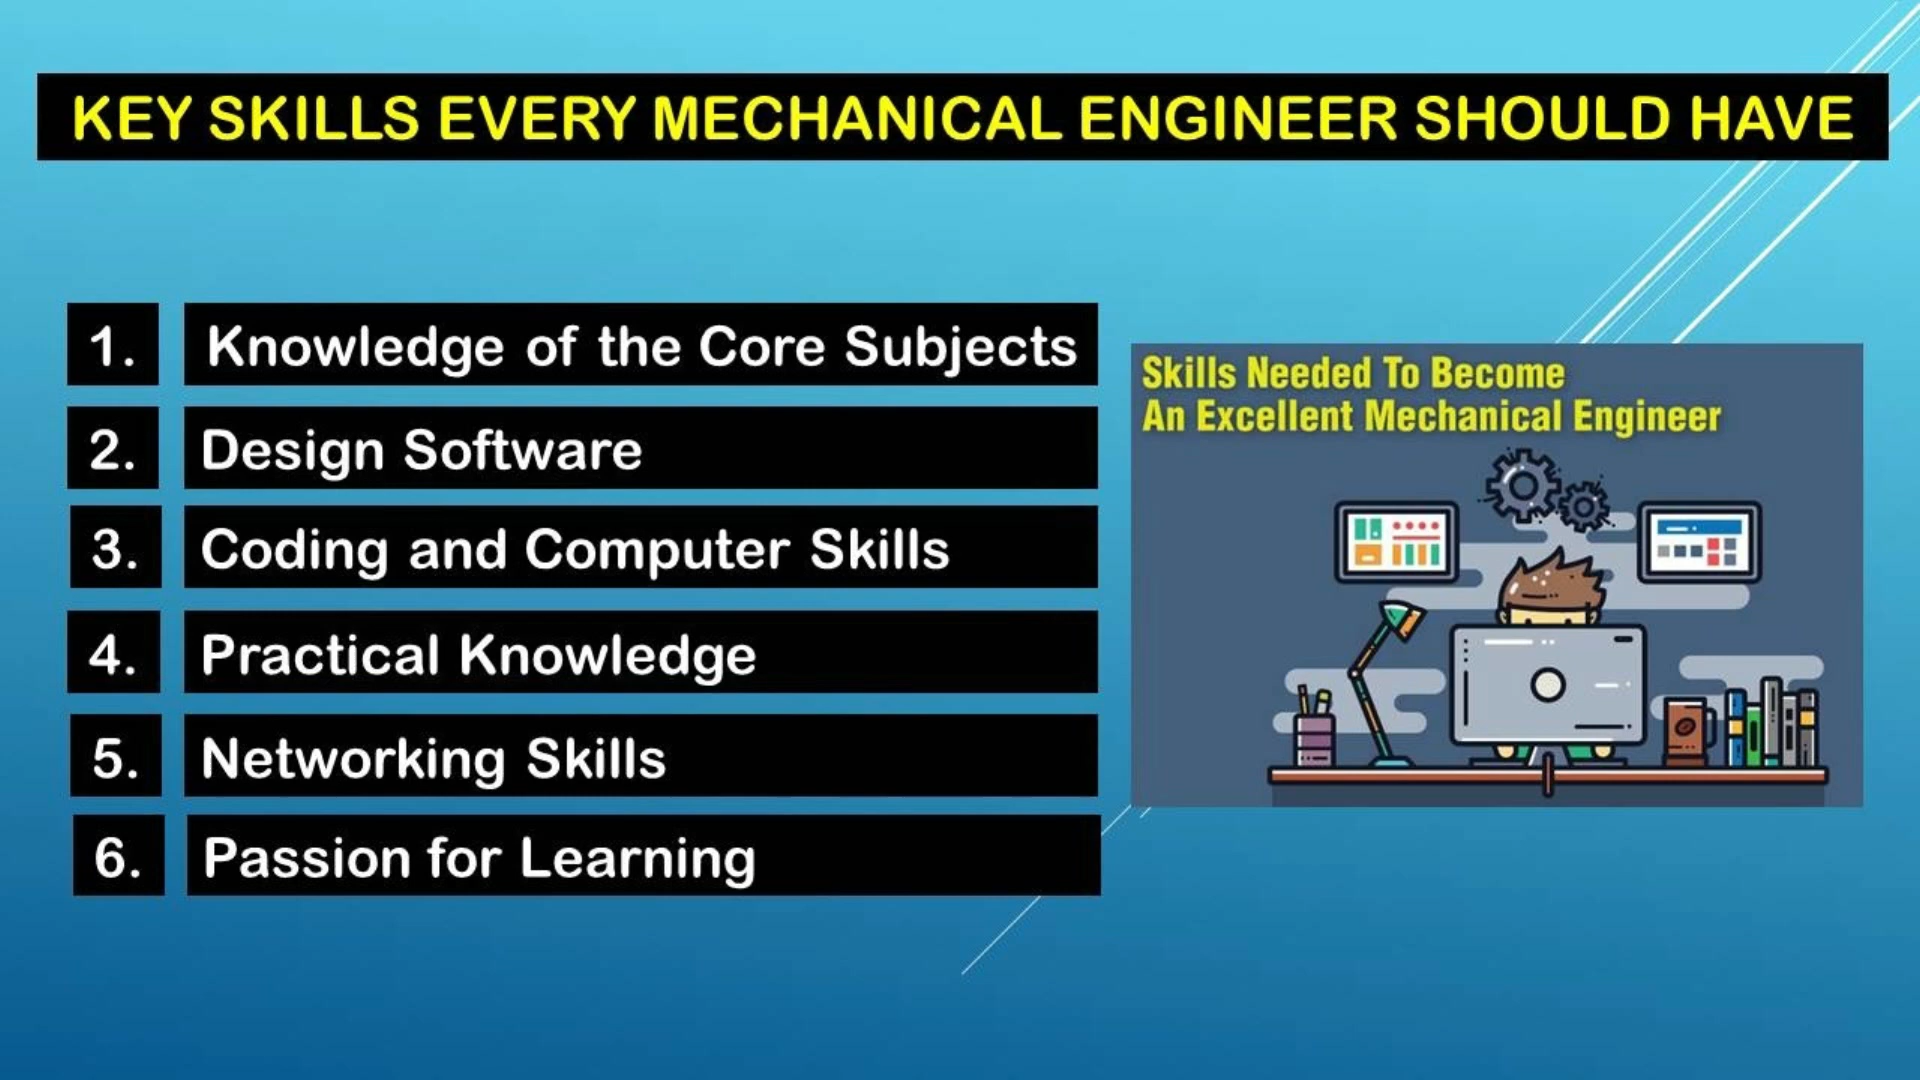 KEY SKILLS EVERY MECHANICAL ENGINEER SHOULD HAVE
1. Knowledge of the Core Subjects
2. Design Software
3. Coding and Computer Skills
4. Practical Knowledge
5. Networking Skills
6. Passion for Learning
Skills Needed To Become
An Excellent Mechanical Engineer